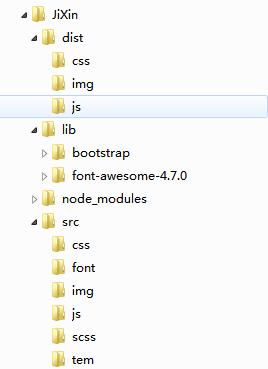 JiXin
dist
css
img
js
lib
bootstrap
font-awesome-4.7.0
node_modules
src
css
font
img
js
scss
tem